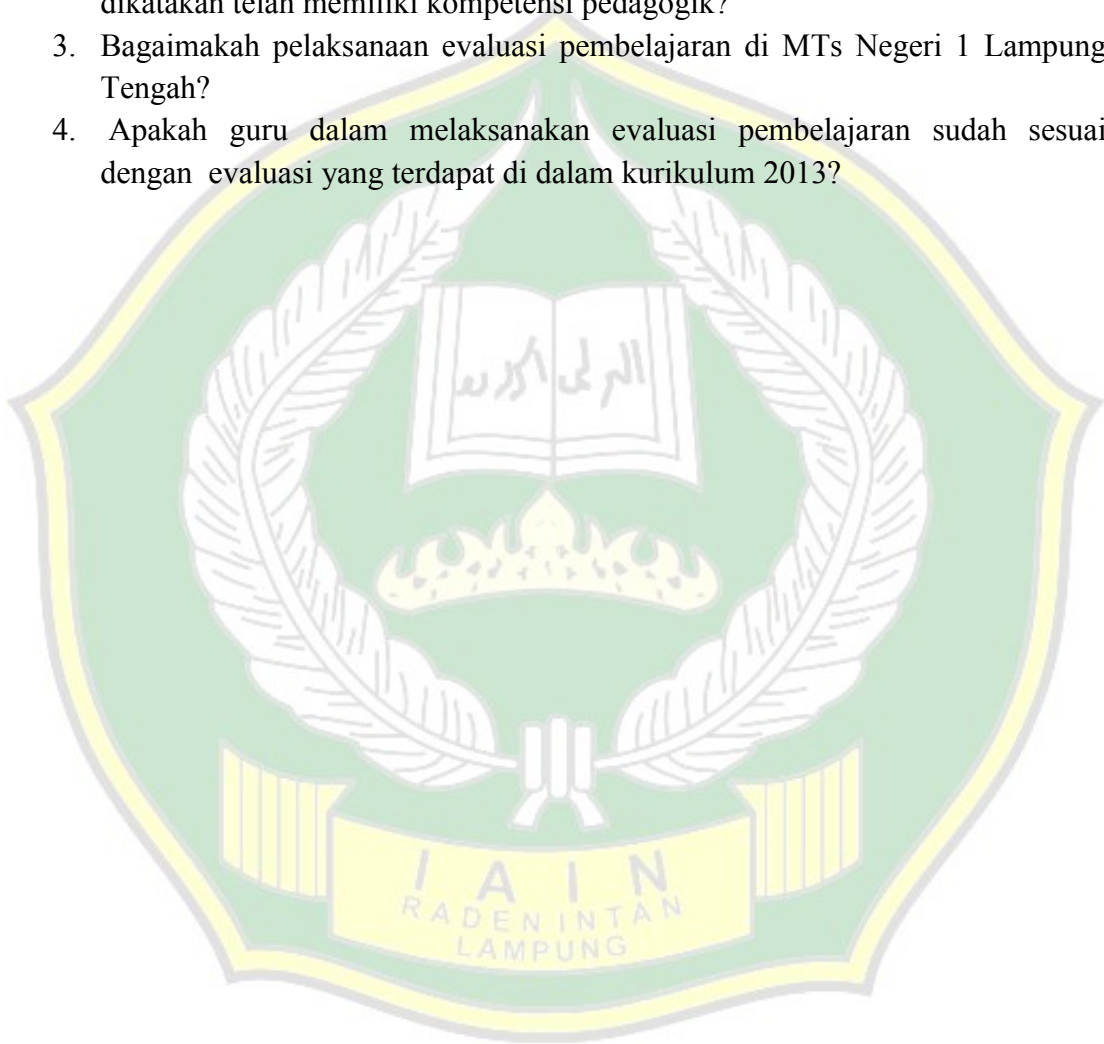 dikatakan telah memiliki kompetensi pedagogik?
3. Bagaimakah pelaksanaan evaluasi pembelajaran di MTs Negeri 1 Lampung
Tengah?
4. Apakah guru dalam melaksanakan evaluasi pembelajaran sudah sesuai
dengan evaluasi yang terdapat di dalam kurikulum 2013?
I A I N
RADEN INTAN
LAMPUNG